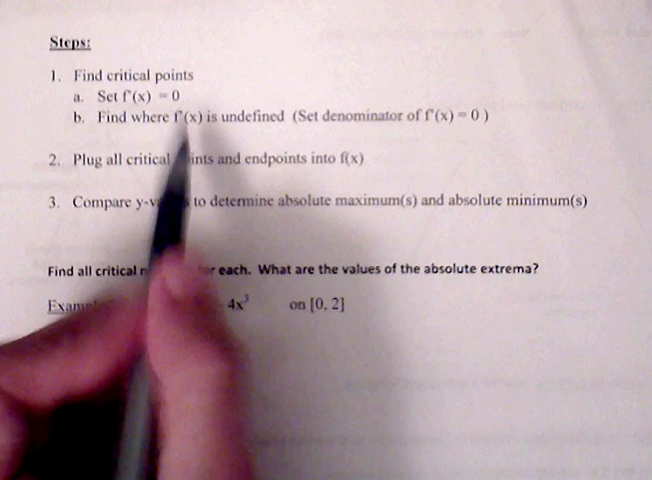 Steps:
1. Find critical points
a. Set f'(x) = 0
b. Find where f'(x) is undefined (Set denominator of f'(x) = 0 )
2. Plug all critical and endpoints into f(x)
3. Compare to determine absolute maximum(s) and absolute minimum(s)
Find all critical each. What are the values of the absolute extrema?
4x³ on [0, 2]